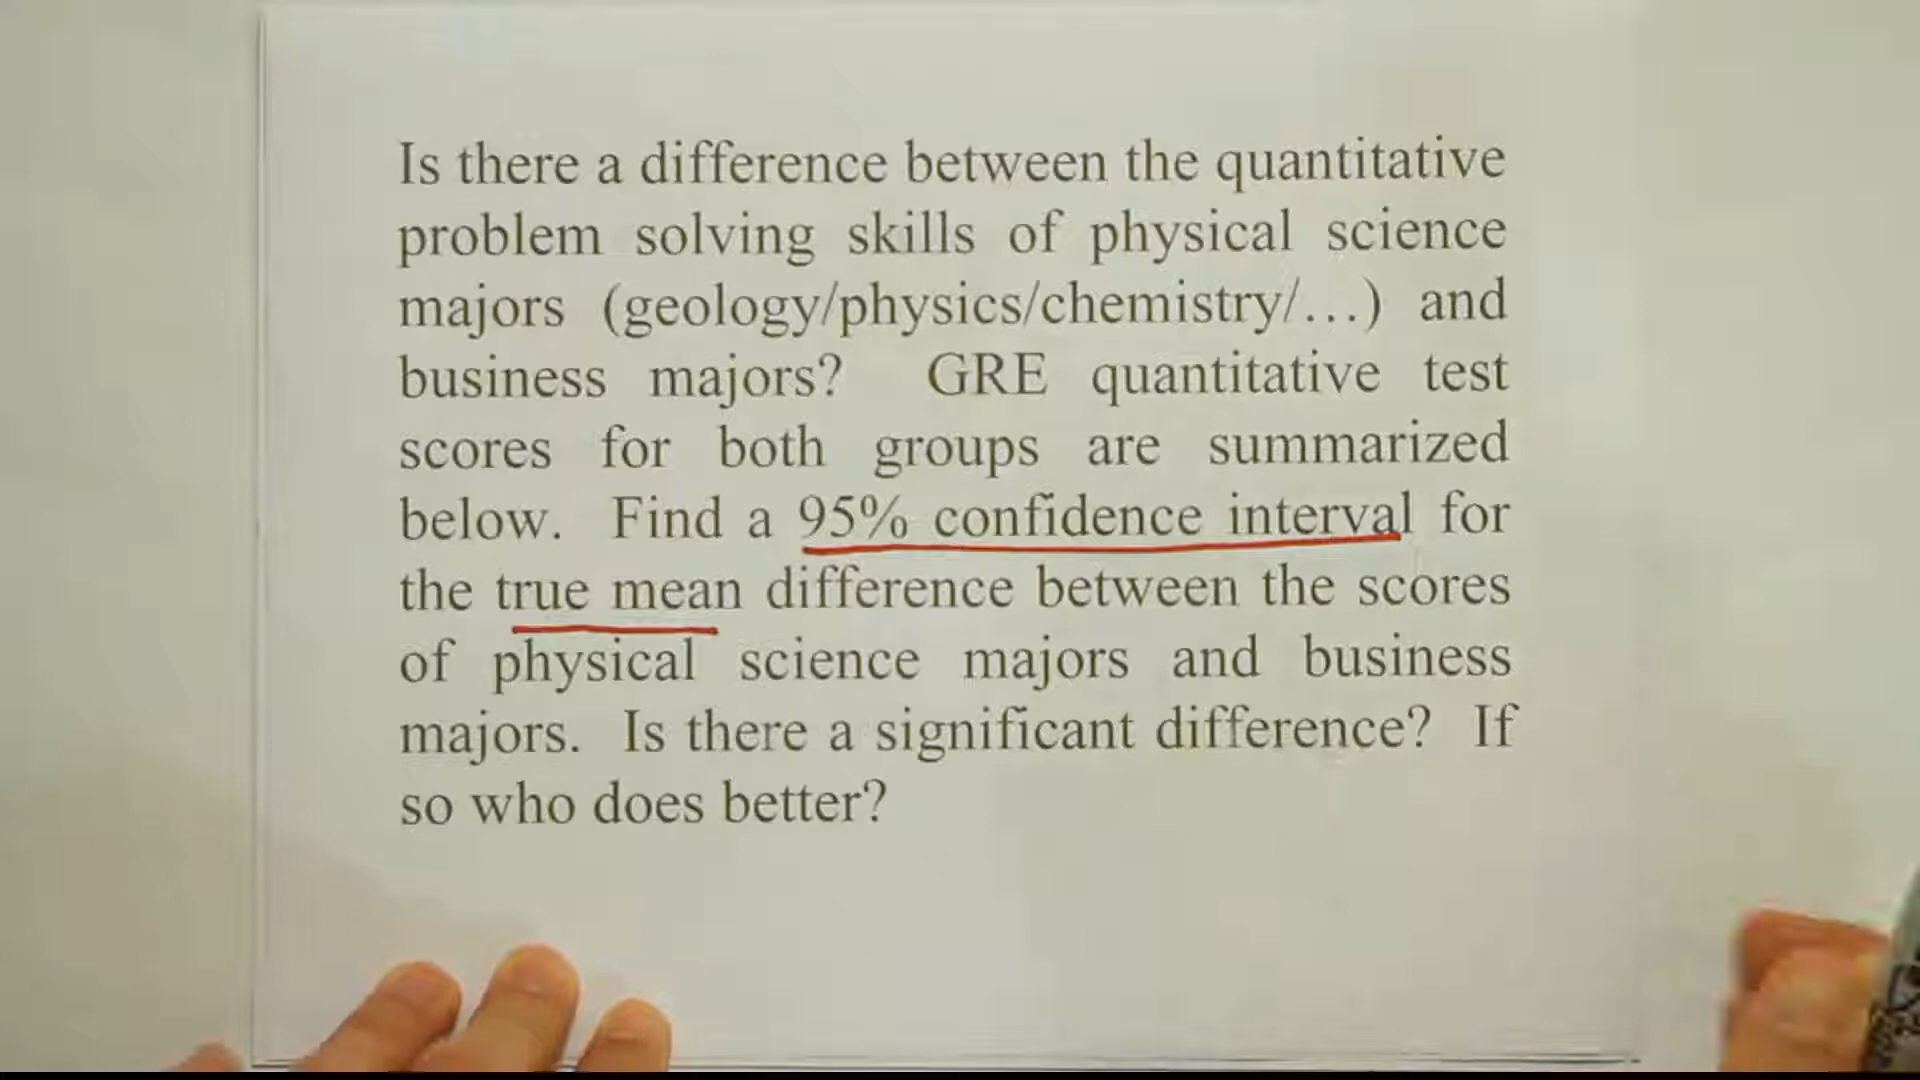 Is there a difference between the quantitative
problem solving skills of physical science
majors (geology/physics/chemistry/...) and
business majors? GRE quantitative test
scores for both groups are summarized
below. Find a 95% confidence interval for
the true mean difference between the scores
of physical science majors and business
majors. Is there a significant difference? If
so who does better?